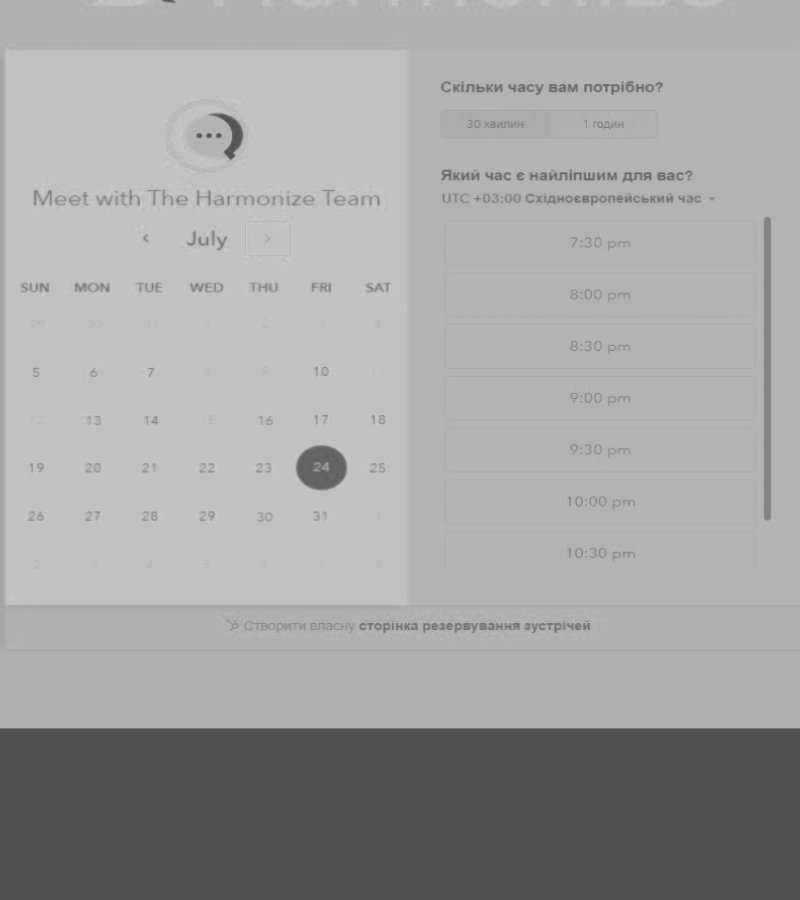 Meet with The Harmonize Team
‹ July ›
SUN MON TUE WED THU FRI SAT
29 30 31 1 2 3 4
5 6 7 8 9 10 11
12 13 14 15 16 17 18
19 20 21 22 23 24 25
26 27 28 29 30 31 1
2 3 4 5 6 7 8
Скільки часу вам потрібно?
30 хвилин 1 годин
Який час є найліпшим для вас?
UTC +03:00 Східноєвропейський час
7:30 pm
8:00 pm
8:30 pm
9:00 pm
9:30 pm
10:00 pm
10:30 pm
Створити власну сторінка резервування зустрічей